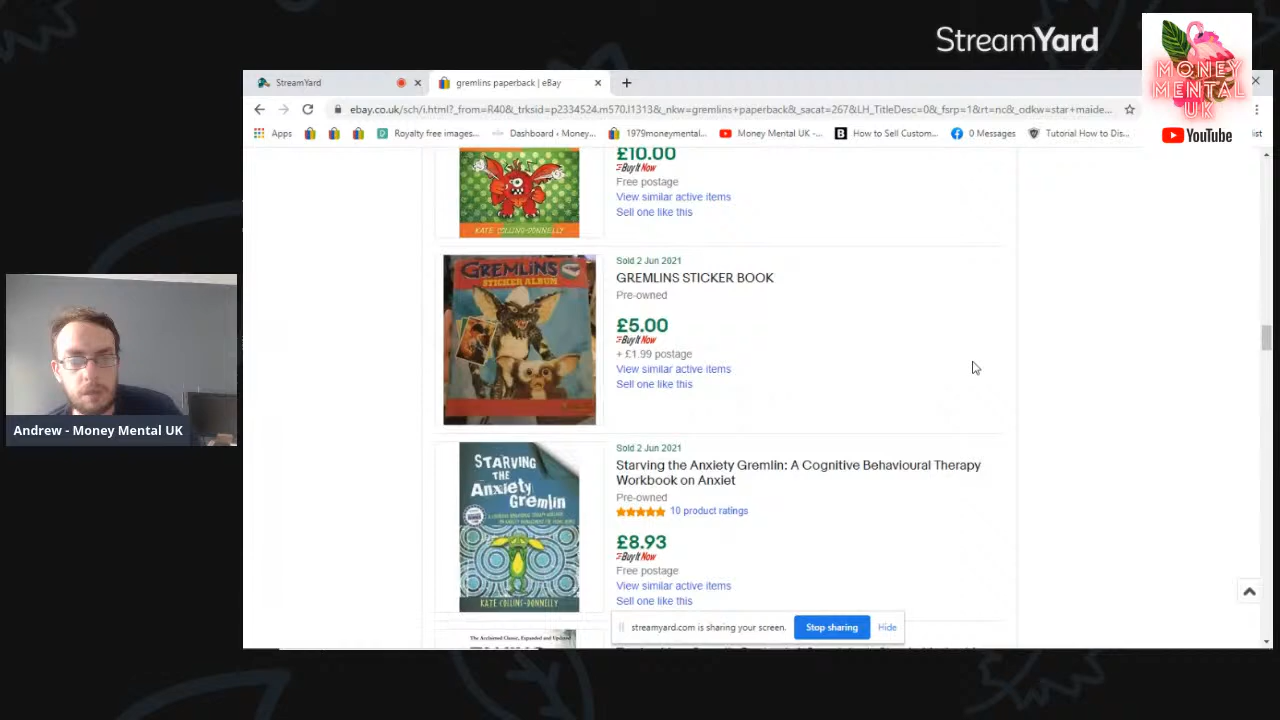 StreamYard
MONEY
MENTAL
UK
YouTube
StreamYard
gremlins paperback | eBay
ebay.co.uk/sch/i.html?_from=R40&_trksid=p2334524.m570.l1313&_nkw=gremlins+paperback&_sacat=267&LH_TitleDesc=0&_fsrp=1&rt=nc&_odkw=star+maide...
Apps
Royalty free images...
Dashboard ‹ Money...
1979moneymental...
Money Mental UK -...
How to Sell Custom...
0 Messages
Tutorial How to Dis...
list
£10.00
Buy It Now
Free postage
View similar active items
Sell one like this
KATE COLLINS-DONNELLY
Sold 2 Jun 2021
GREMLINS STICKER BOOK
Pre-owned
£5.00
Buy It Now
+ £1.99 postage
View similar active items
Sell one like this
GREMLINS
STICKER ALBUM
Andrew - Money Mental UK
Sold 2 Jun 2021
Starving the Anxiety Gremlin: A Cognitive Behavioural Therapy
Workbook on Anxiet
Pre-owned
10 product ratings
£8.93
Buy It Now
Free postage
View similar active items
Sell one like this
STARVING
THE
Anxiety
Gremlin
KATE COLLINS-DONNELLY
streamyard.com is sharing your screen.
Stop sharing
Hide
The Acclaimed Classic, Expanded and Updated